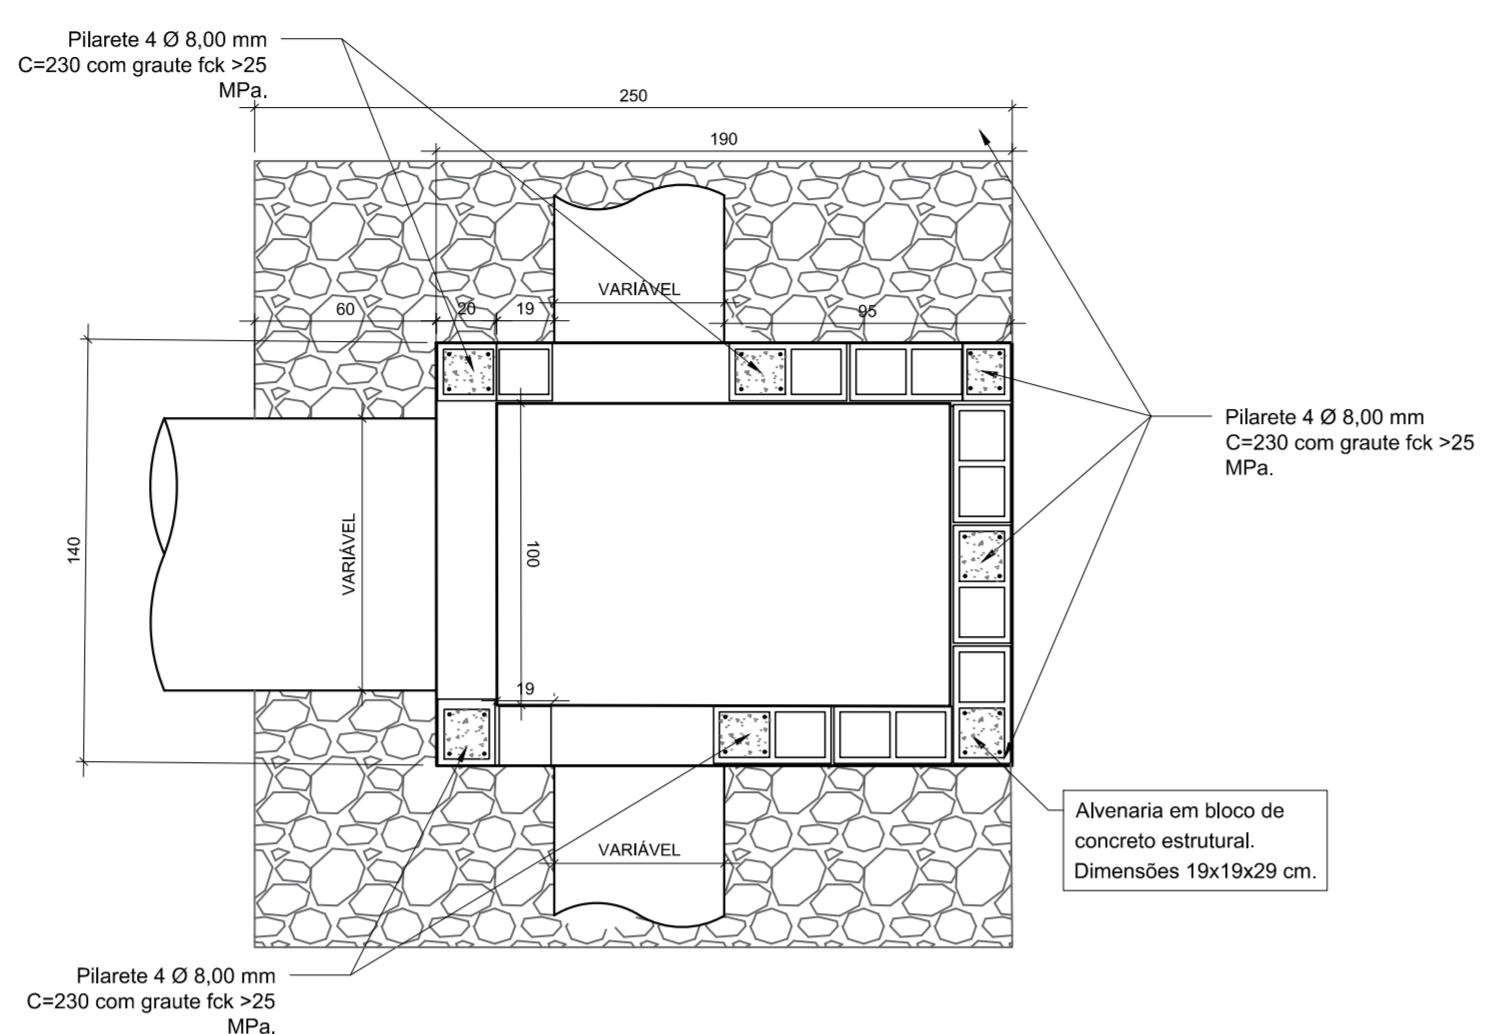 Pilarete 4 Ø 8,00 mm
C=230 com graute fck >25
MPa.
250
190
VARIÁVEL
60
20
19
95
Pilarete 4 Ø 8,00 mm
C=230 com graute fck >25
MPa.
140
VARIÁVEL
100
19
Alvenaria em bloco de
concreto estrutural.
Dimensões 19x19x29 cm.
VARIÁVEL
Pilarete 4 Ø 8,00 mm
C=230 com graute fck >25
MPa.